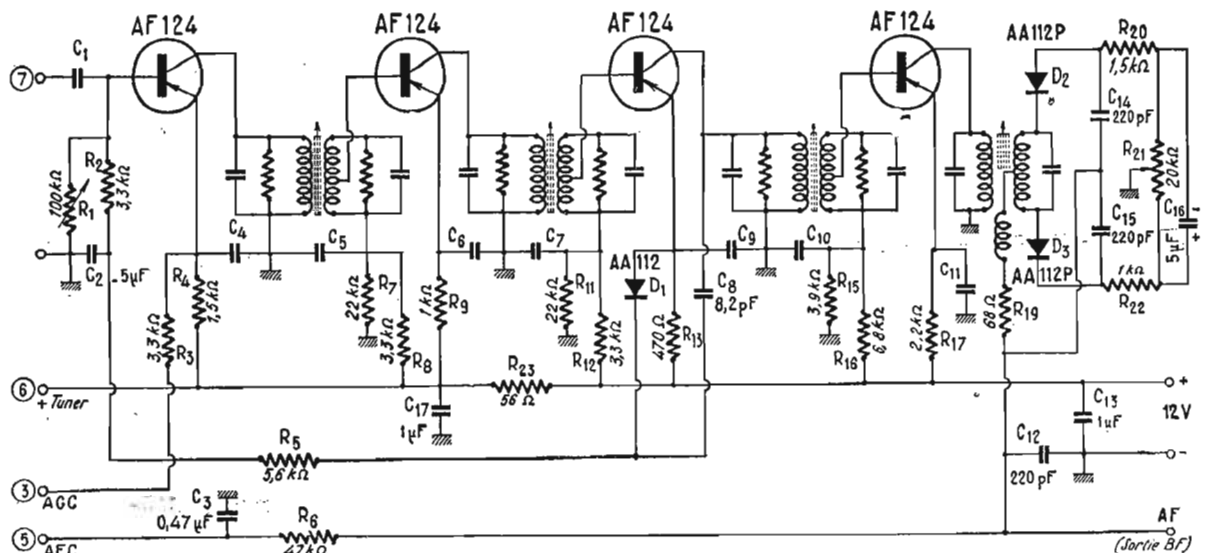 AF124
AF124
AF124
AF124
AA112P
R20
1,5kΩ
C1
7
D2
C14
220pF
R21
20kΩ
C16
-
+
5µF
R2
3,3kΩ
100kΩ
R1
C2
-5µF
C4
C5
C6
C7
C9
C10
C15
220pF
D3
AA112P
1kΩ
R22
R4
1,5kΩ
3,3kΩ
R3
R7
22kΩ
3,3kΩ
R8
R9
1kΩ
R11
22kΩ
R12
3,3kΩ
AA112
D1
470Ω
R13
C8
8,2pF
R15
3,9kΩ
R16
6,8kΩ
C11
R17
2,2kΩ
68Ω
R19
6
+ Tuner
R23
56Ω
C17
1µF
C13
1µF
+
12V
-
C12
220pF
R5
5,6kΩ
3
AGC
C3
0,47µF
R6
47kΩ
5
AFC
AF
(Sortie BF)